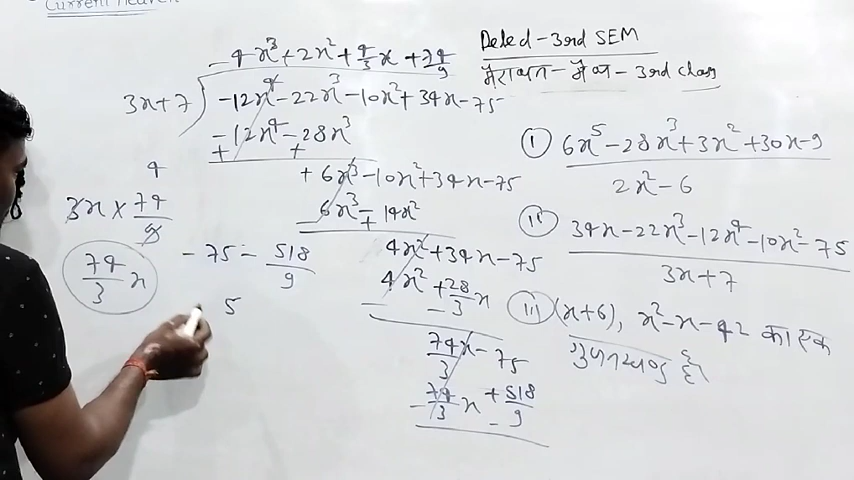 Current Heaven
Deled-3rd SEM
मैराथन-मैथ-3rd class
-4x³+2x²+4/3x+74/9
3x+7) -12x⁴-22x³-10x²+34x-75
-12x⁴-28x³
+ +
+6x³-10x²+34x-75
6x³+14x²
- -
4x²+34x-75
4x²+28/3x
- -
74/3x-75
74/3x+518/9
- -
3x×74/9
74/3 x
-75-518/9
5
(i) 6x⁵-28x³+3x²+30x-9 / 2x²-6
(ii) 34x-22x³-12x⁴-10x²-75 / 3x+7
(iii) (x+6), x²-x-42 का एक
गुणनखण्ड है।